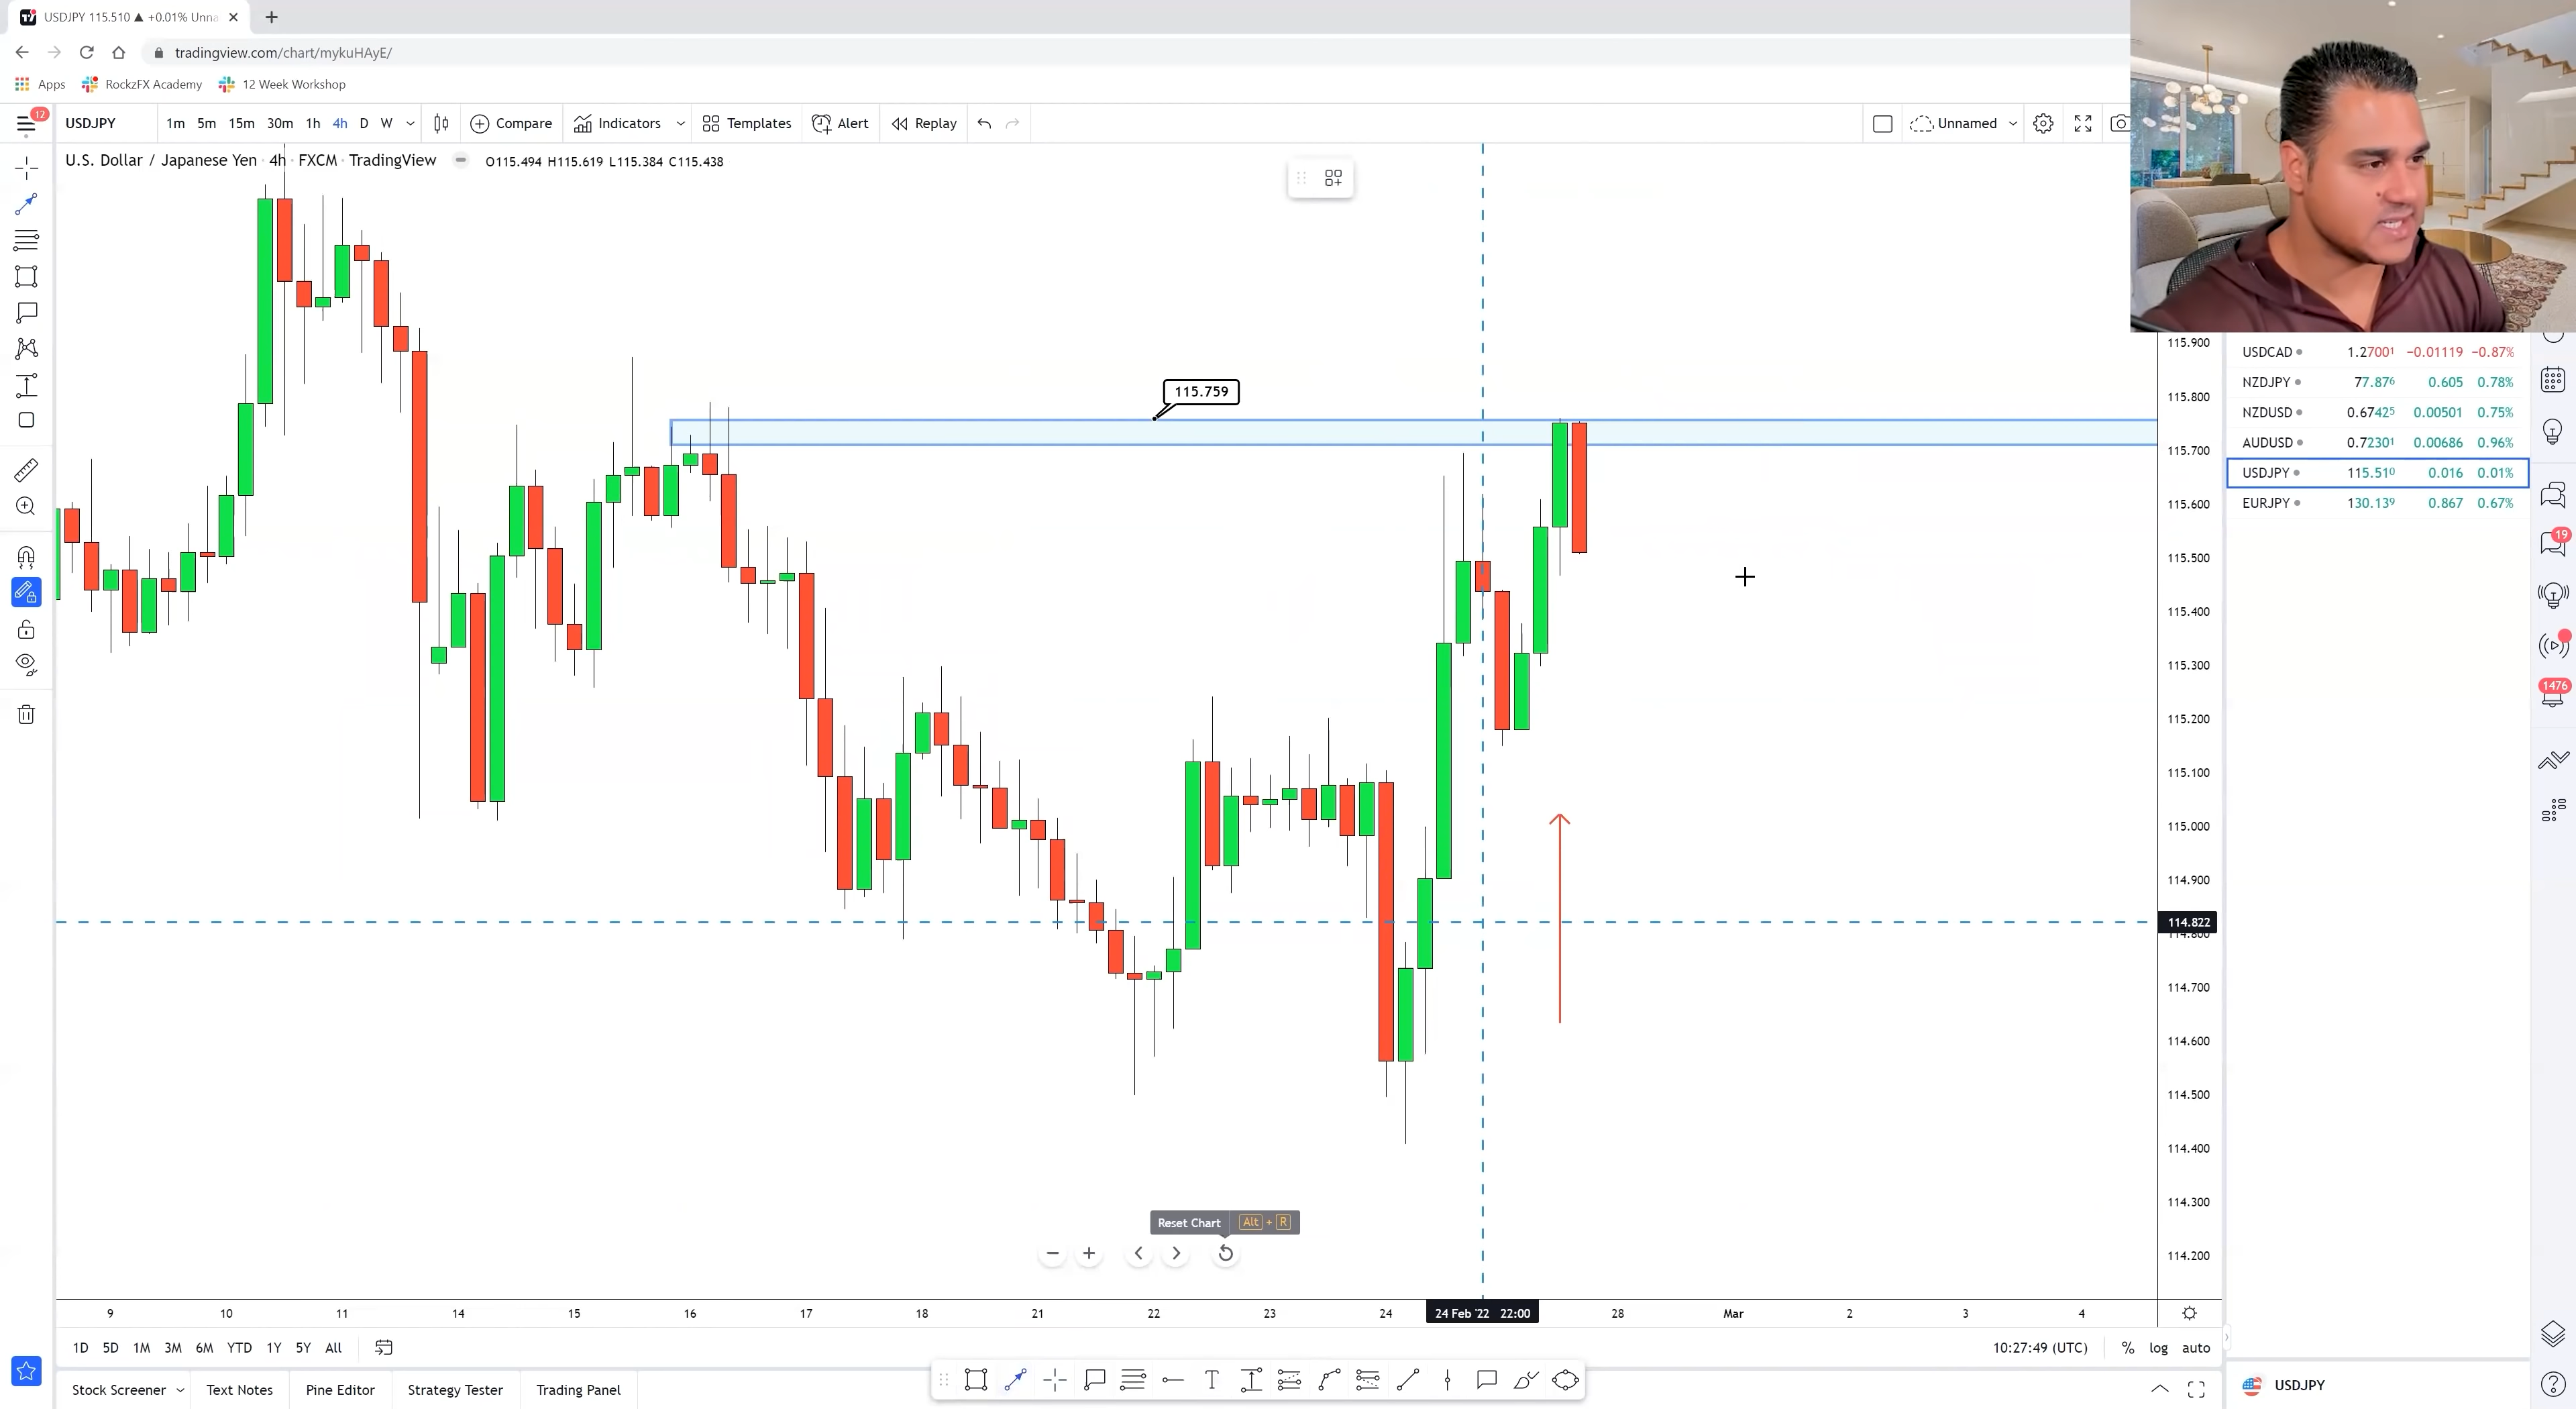 USDJPY 115.510 ▲ +0.01% Unna
tradingview.com/chart/mykuHAyE/
Apps RockzFX Academy 12 Week Workshop
12
USDJPY 1m 5m 15m 30m 1h 4h D W Compare Indicators Templates Alert Replay Unnamed
U.S. Dollar / Japanese Yen · 4h · FXCM · TradingView O115.494 H115.619 L115.384 C115.438
115.759
115.900
115.800
115.700
115.600
115.500
115.400
115.300
115.200
115.100
115.000
114.900
114.822
114.800
114.700
114.600
114.500
114.400
114.300
114.200
USDCAD 1.27001 −0.01119 −0.87%
NZDJPY 77.876 0.605 0.78%
NZDUSD 0.67425 0.00501 0.75%
AUDUSD 0.72301 0.00686 0.96%
USDJPY 115.510 0.016 0.01%
EURJPY 130.139 0.867 0.67%
19
1476
Reset Chart Alt + R
9 10 11 14 15 16 17 18 21 22 23 24 24 Feb '22 22:00 28 Mar 2 3 4
1D 5D 1M 3M 6M YTD 1Y 5Y All 10:27:49 (UTC) % log auto
Stock Screener Text Notes Pine Editor Strategy Tester Trading Panel
T
USDJPY